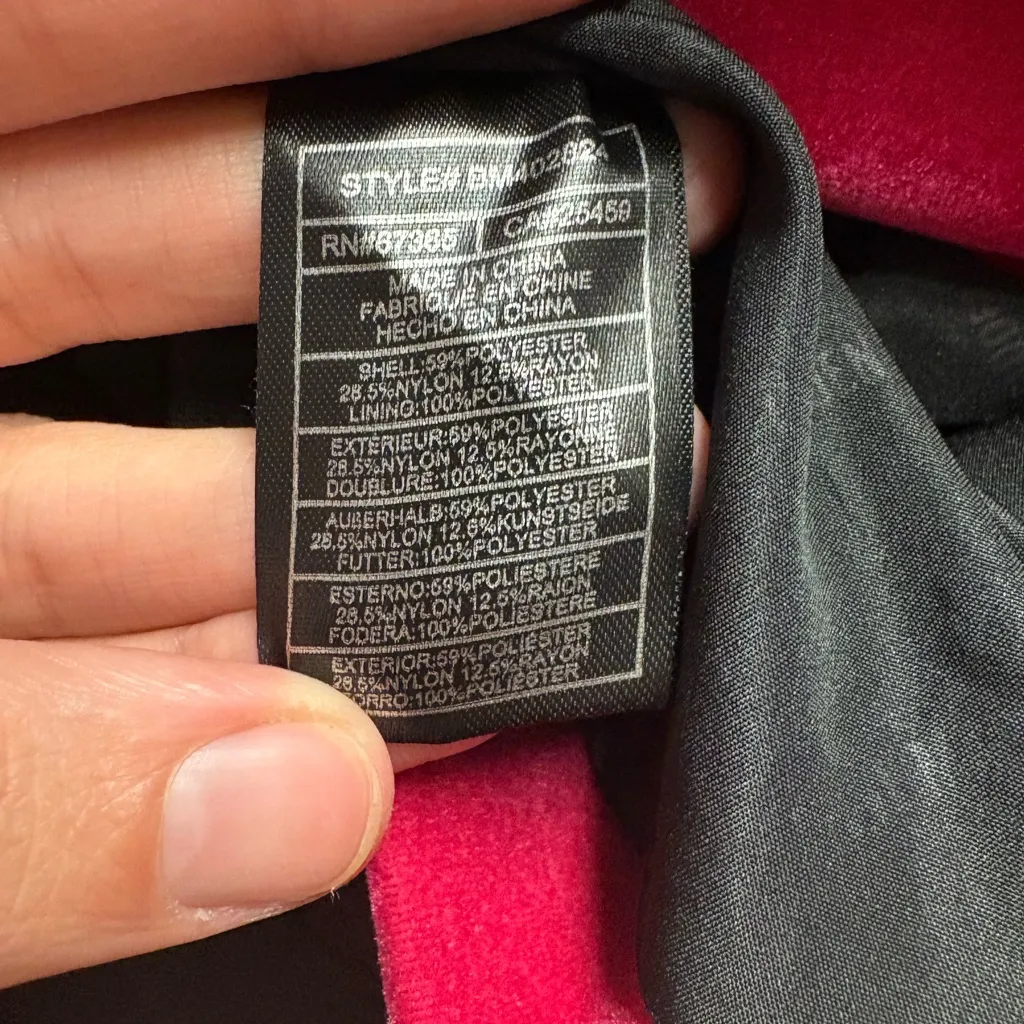 STYLE#
RN#67965 CA#25459
MADE IN CHINA
FABRIQUE EN CHINE
HECHO EN CHINA
SHELL:59%POLYESTER
28.5%NYLON 12.5%RAYON
LINING:100%POLYESTER
EXTERIEUR:59%POLYESTER
28.5%NYLON 12.5%RAYONNE
DOUBLURE:100%POLYESTER
AUßERHALB:59%POLYESTER
28.5%NYLON 12.5%KUNSTSEIDE
FUTTER:100%POLYESTER
ESTERNO:59%POLIESTERE
28.5%NYLON 12.5%RAION
FODERA:100%POLIESTERE
EXTERIOR:59%POLIESTER
28.5%NYLON 12.5%RAYON
FORRO:100%POLIESTER